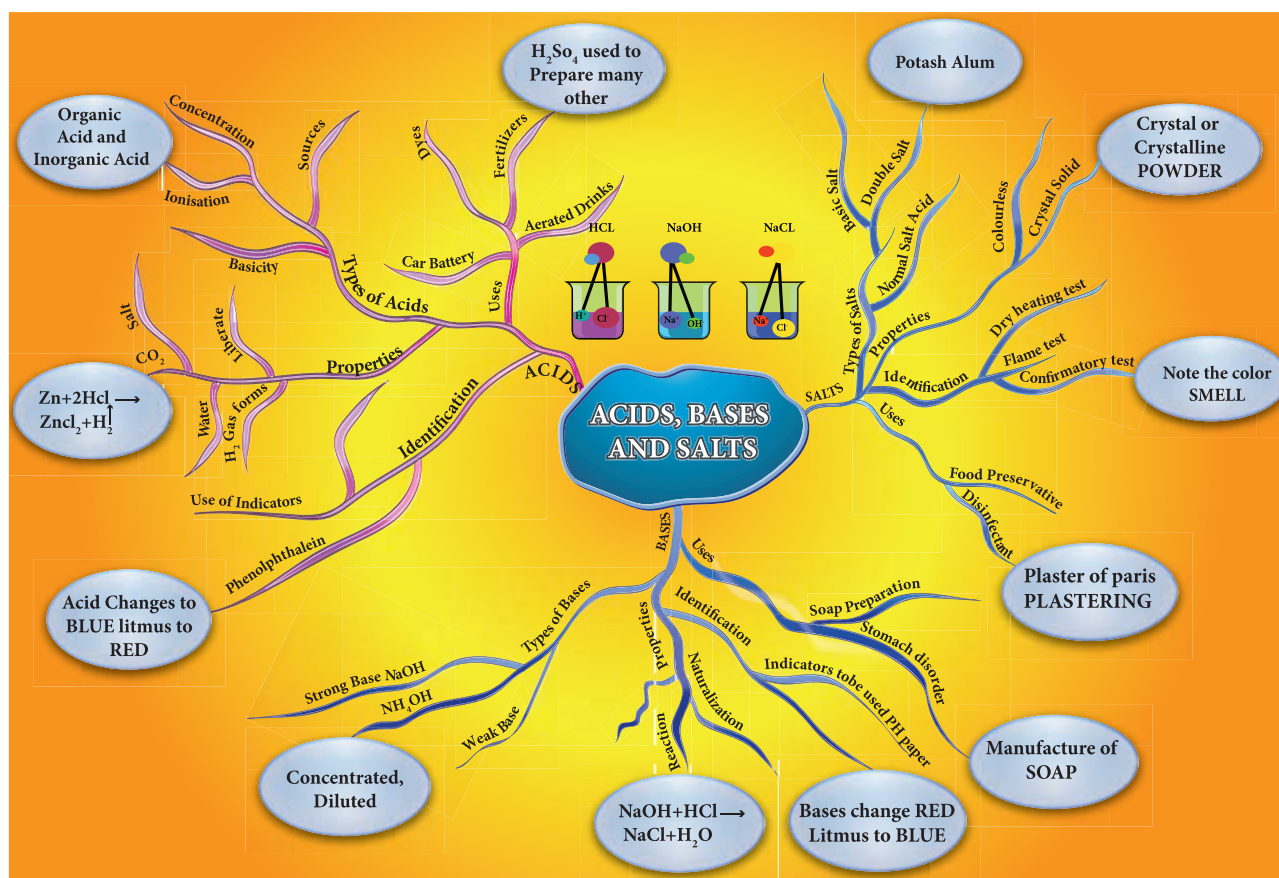 ACIDS, BASES
AND SALTS
ACIDS
Types of Acids
Concentration
Ionisation
Sources
Basicity
Organic
Acid and
Inorganic Acid
Uses
Dyes
Fertilizers
Aerated Drinks
Car Battery
H₂So₄ used to
Prepare many
other
Properties
Salt
CO₂
Liberate
Water
H₂ Gas forms
Zn+2Hcl →
Zncl₂+H₂↑
Identification
Use of Indicators
Phenolphthalein
Acid Changes to
BLUE litmus to
RED
HCL
NaOH
NaCL
H⁺
Cl⁻
Na⁺
OH⁻
Na⁺
Cl⁻
SALTS
Types of Salts
Basic Salt
Double Salt
Normal Salt Acid
Potash Alum
Properties
Colourless
Crystal Solid
Crystal or
Crystalline
POWDER
Identification
Dry heating test
Flame test
Confirmatory test
Note the color
SMELL
Uses
Food Preservative
Disinfectant
Plaster of paris
PLASTERING
BASES
Types of Bases
Strong Base NaOH
NH₄OH
Weak Base
Concentrated,
Diluted
Properties
Reaction
Naturalization
NaOH+HCl →
NaCl+H₂O
Identification
Indicators tobe used PH paper
Bases change RED
Litmus to BLUE
Uses
Soap Preparation
Stomach disorder
Manufacture of
SOAP